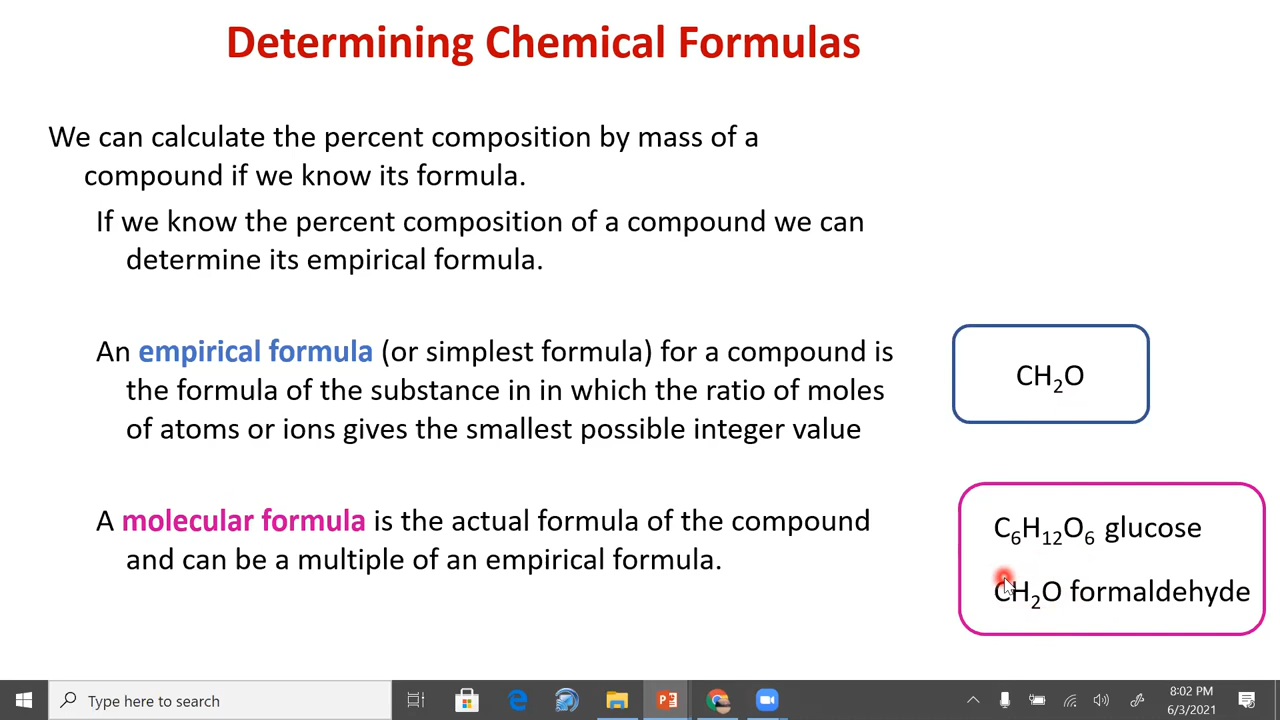 Determining Chemical Formulas
We can calculate the percent composition by mass of a
compound if we know its formula.
If we know the percent composition of a compound we can
determine its empirical formula.
An empirical formula (or simplest formula) for a compound is
the formula of the substance in in which the ratio of moles
of atoms or ions gives the smallest possible integer value
CH₂O
A molecular formula is the actual formula of the compound
and can be a multiple of an empirical formula.
C₆H₁₂O₆ glucose
CH₂O formaldehyde
Type here to search
8:02 PM
6/3/2021